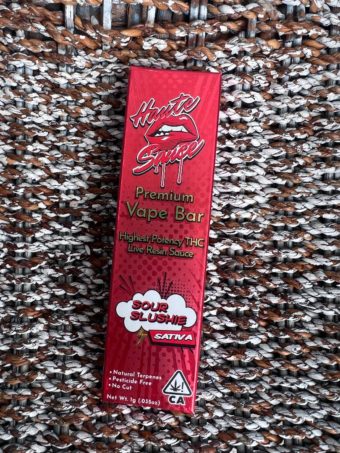 Haute
Sauce
Premium
Vape Bar
Highest Potency THC
Live Resin Sauce
SOUR
SLUSHIE
SATIVA
• Natural Terpenes
• Pesticide Free
• No Cut
Net Wt. 1g (.035oz)
CA